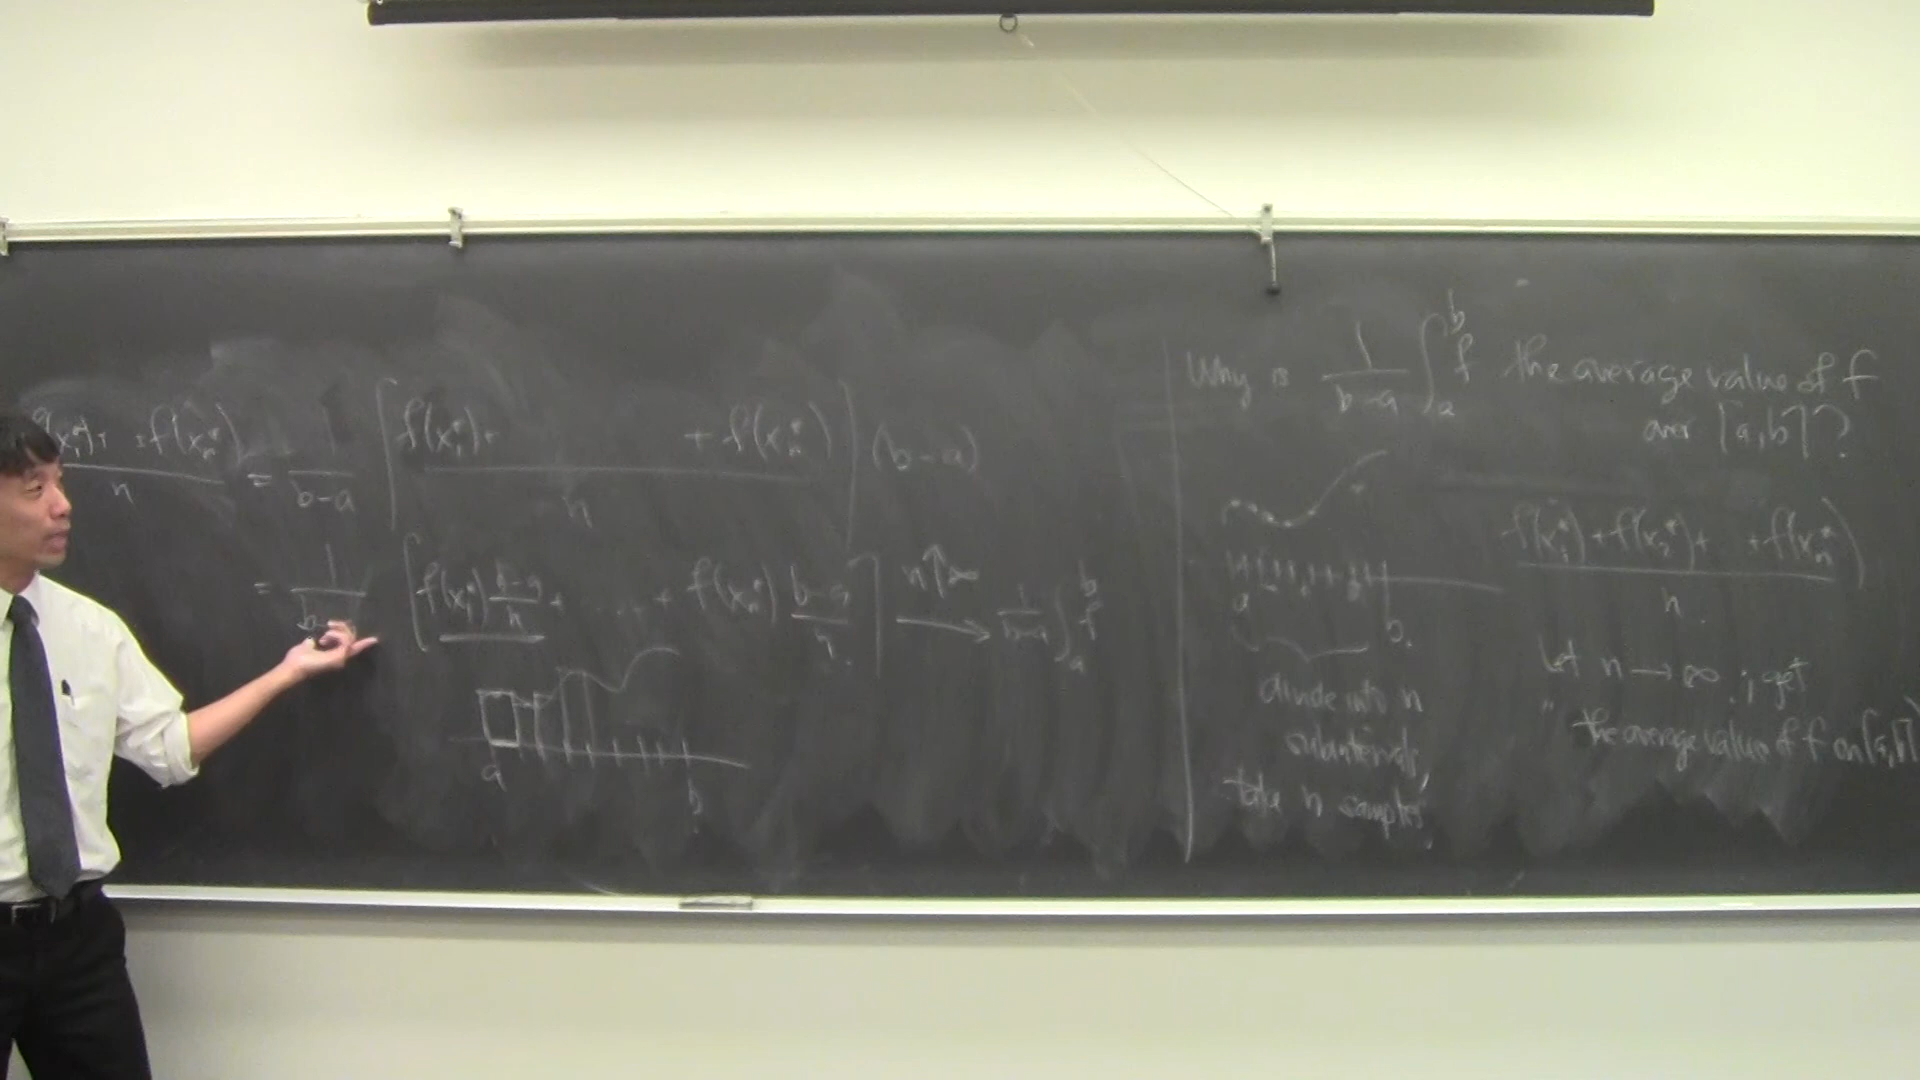 f(x₁*)+ ‥+f(xₙ*) / n = 1/(b-a) [ f(x₁*)+ +f(xₙ*) / n ] (b-a)
= 1/(b-a) [ f(x₁*) (b-a)/n + ‥‥ + f(xₙ*) (b-a)/n ] n↑∞ → 1/(b-a) ∫ₐᵇ f
a b
Why is 1/(b-a) ∫ₐᵇ f the average value of f
over [a,b]?
f(x₁*)+f(x₂*)+ ‥+f(xₙ*) / n
a b
divide into n
subintervals
take n samples
Let n → ∞ ; get
" the average value of f on [a,b]"